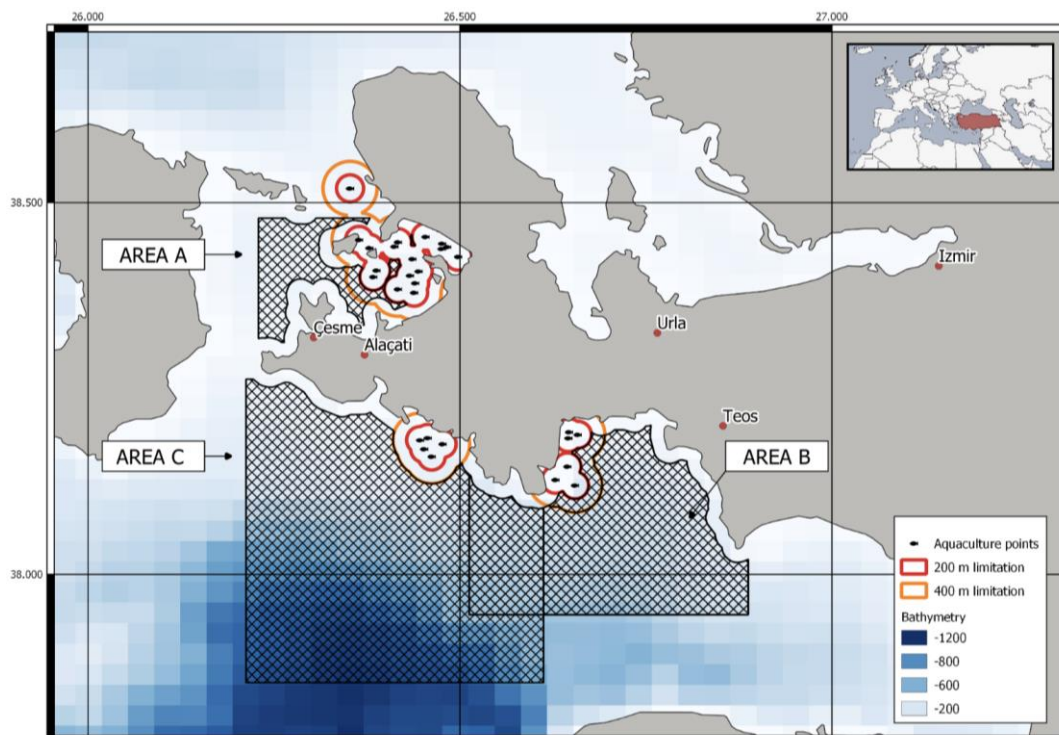 26.000
26.500
27.000
38.500
AREA A
Izmir
Çesme
Urla
Alaçati
Teos
AREA C
AREA B
Aquaculture points
200 m limitation
400 m limitation
38.000
Bathymetry
-1200
-800
-600
-200